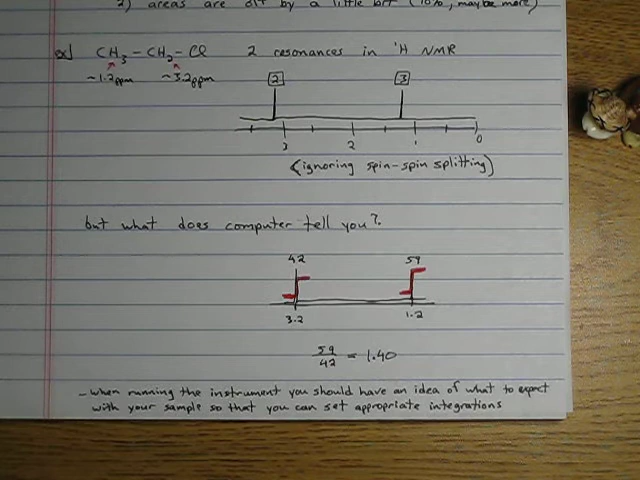 2) areas are off by a little bit (10%, maybe more)
ex) CH3 - CH2 - Cl 2 resonances in 1H NMR
~1.2ppm ~3.2ppm
2 3
3 2 1 0
(ignoring spin-spin splitting)
but what does computer tell you?
42 59
3.2 1.2
59/42 = 1.40
- when running the instrument you should have an idea of what to expect
with your sample so that you can set appropriate integrations